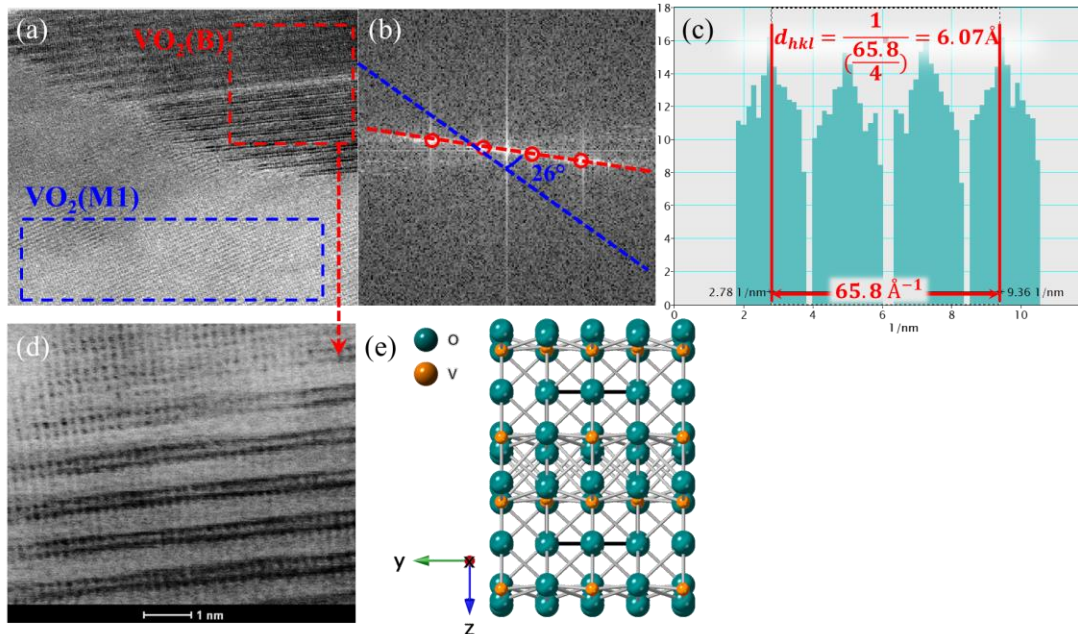 (a)
VO₂(B)
VO₂(M1)
(b)
26°
(c)
18
16
14
12
10
8
6
4
2
0
d_hkl = 1 / (65.8 / 4) = 6.07Å
2.78 1/nm
65.8 Å⁻¹
9.36 1/nm
0 2 4 6 8 10
1/nm
(d)
1 nm
(e)
O
V
y
x
z